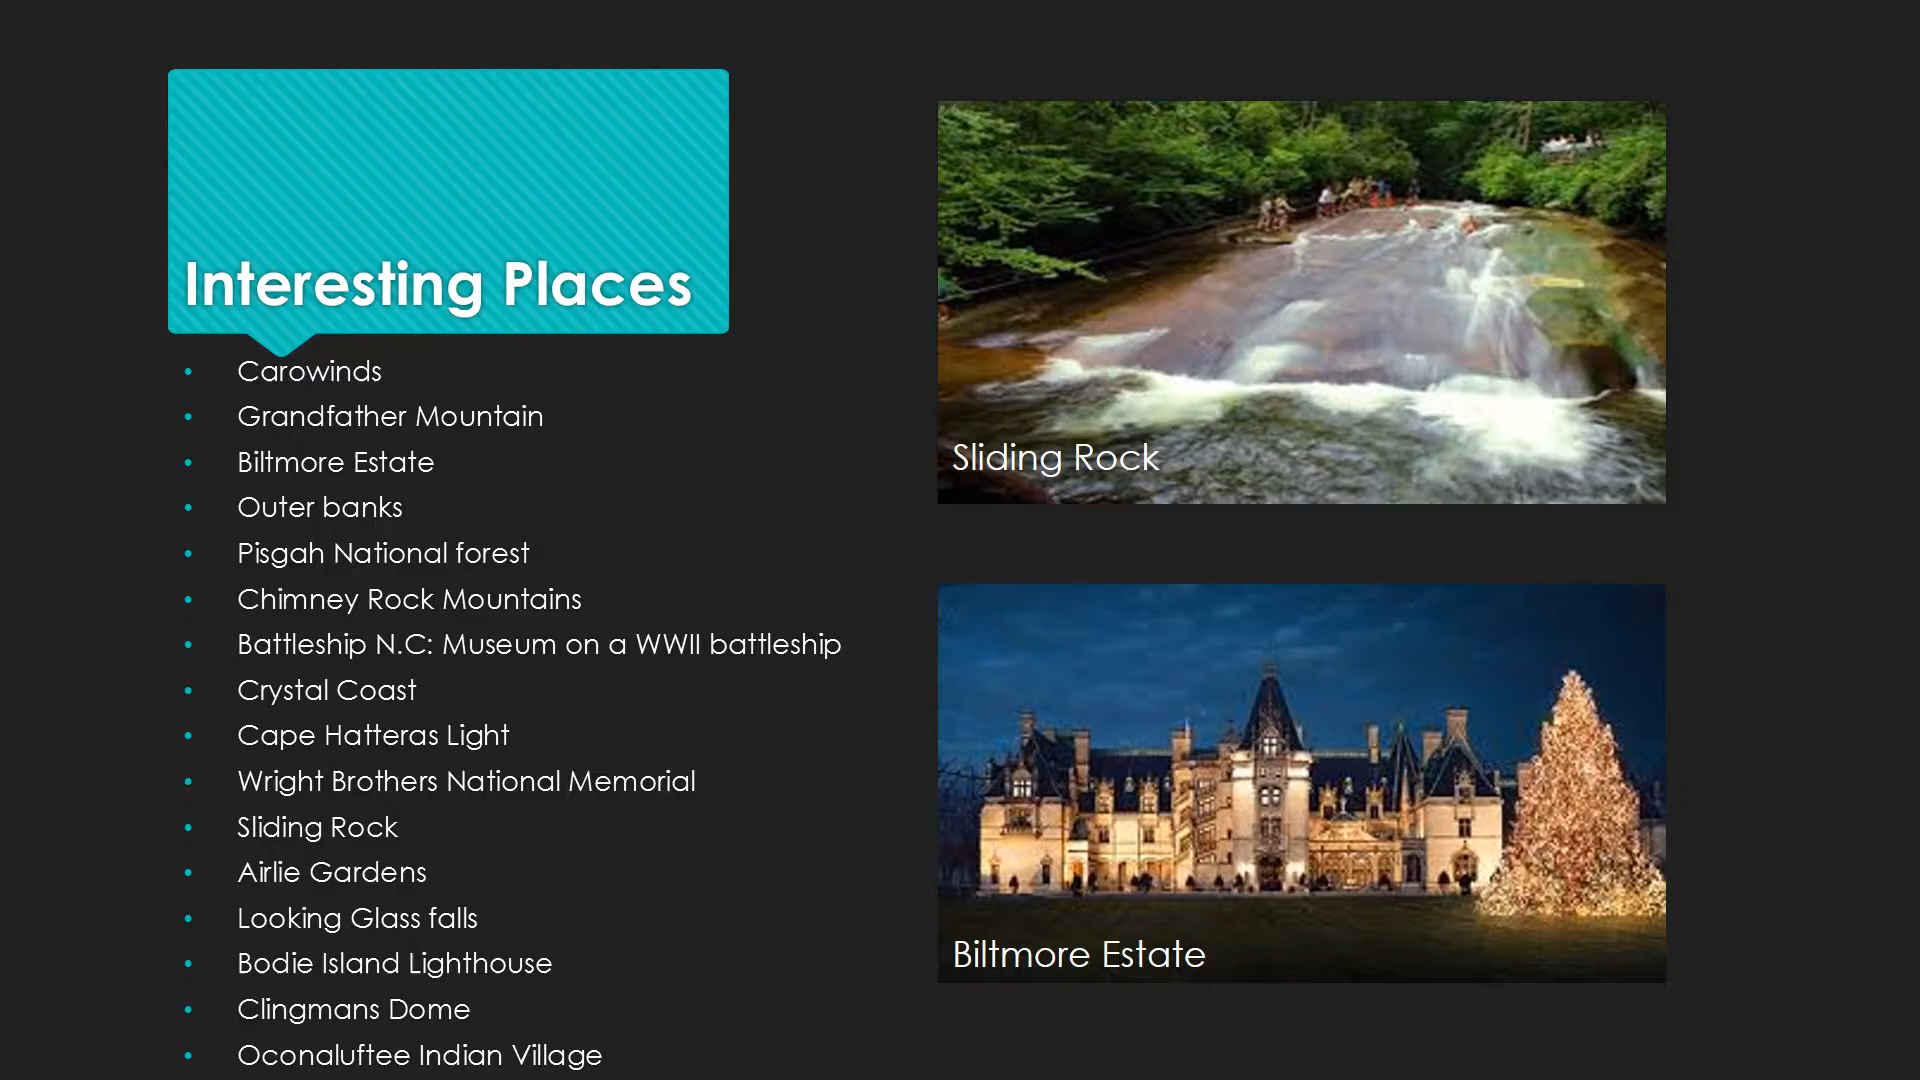 Interesting Places
• Carowinds
• Grandfather Mountain
• Biltmore Estate
• Outer banks
• Pisgah National forest
• Chimney Rock Mountains
• Battleship N.C: Museum on a WWII battleship
• Crystal Coast
• Cape Hatteras Light
• Wright Brothers National Memorial
• Sliding Rock
• Airlie Gardens
• Looking Glass falls
• Bodie Island Lighthouse
• Clingmans Dome
• Oconaluftee Indian Village
Sliding Rock
Biltmore Estate